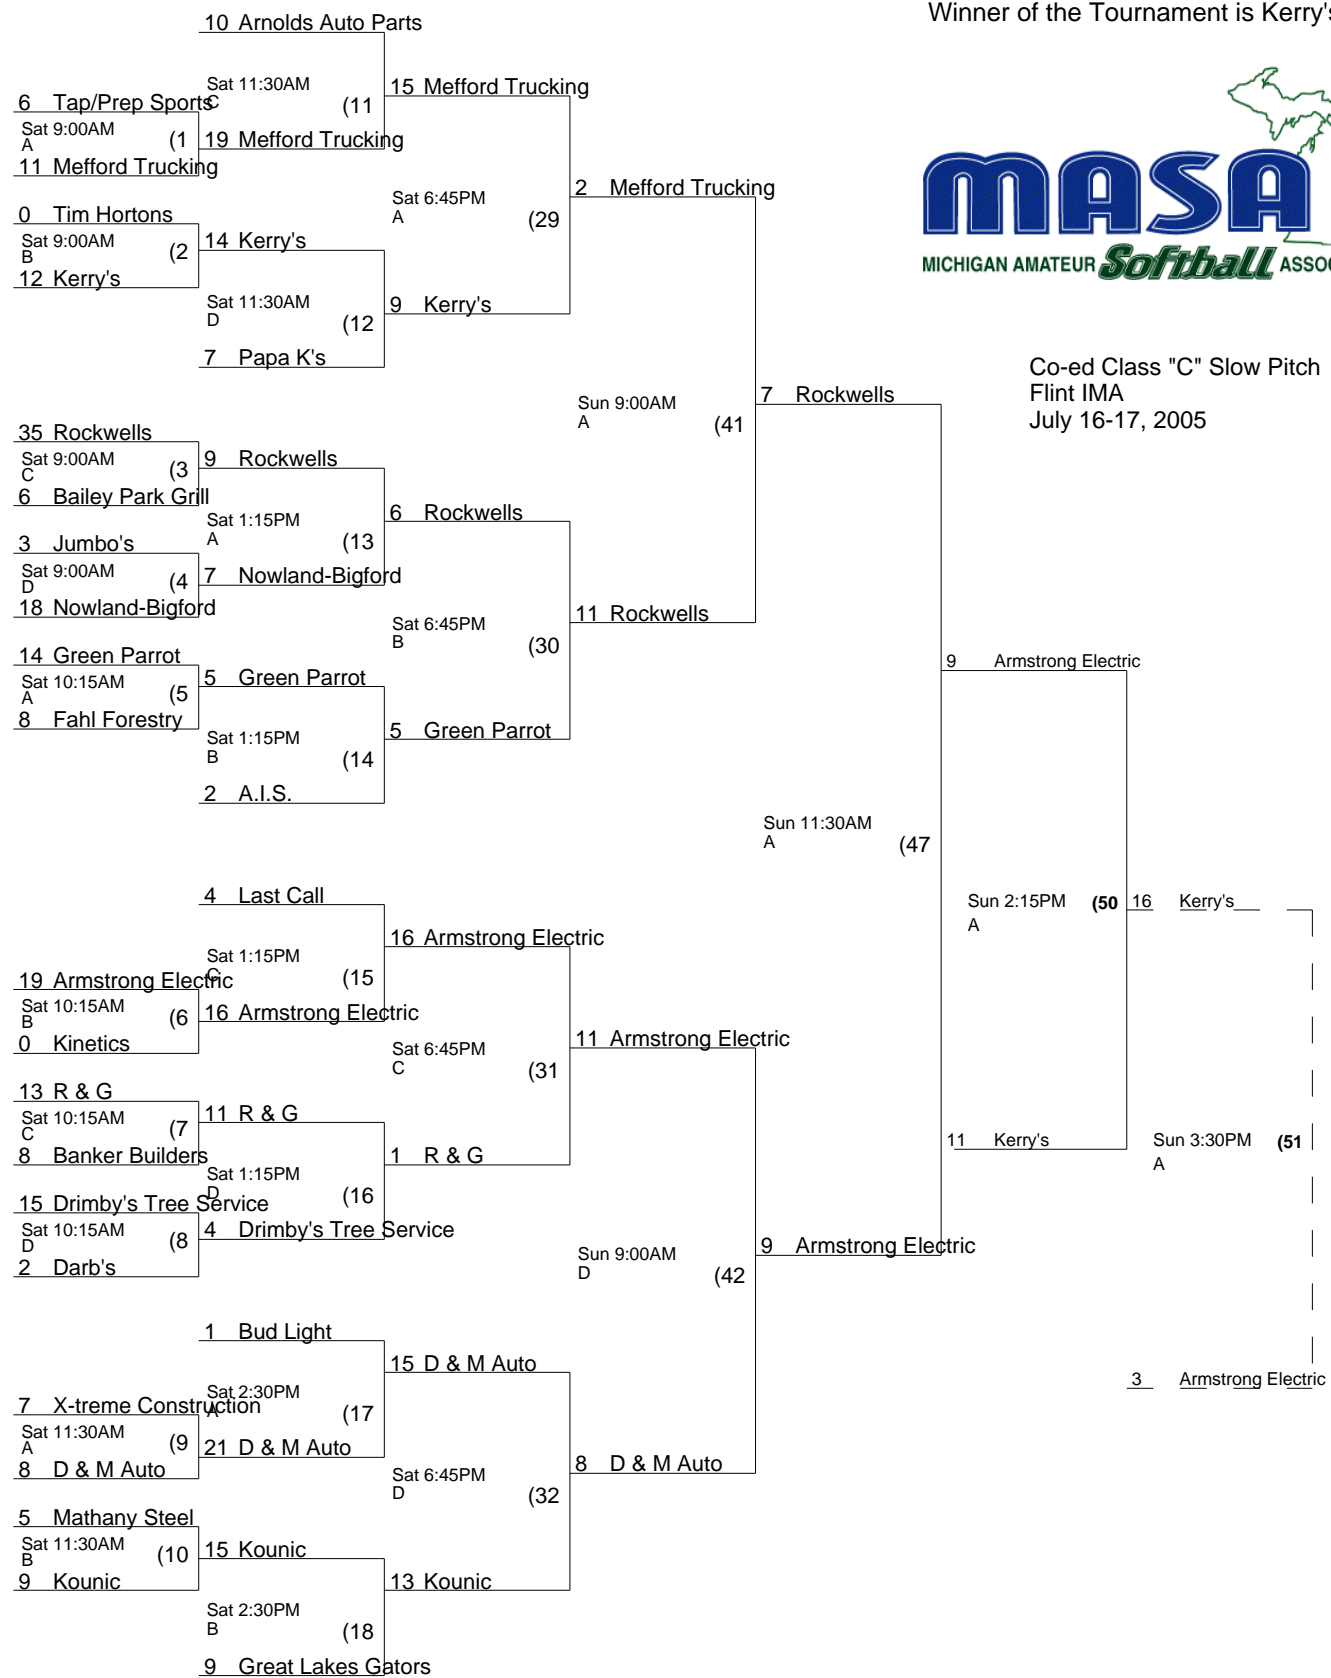 Winner of the Tournament is Kerry's
10 Arnolds Auto Parts
Sat 11:30AM
C
(11
15 Mefford Trucking
6 Tap/Prep Sports
Sat 9:00AM
A
(1
19 Mefford Trucking
11 Mefford Trucking
Sat 6:45PM
A
(29
2 Mefford Trucking
0 Tim Hortons
Sat 9:00AM
B
(2
14 Kerry's
12 Kerry's
Sat 11:30AM
D
(12
9 Kerry's
7 Papa K's
MASA
MICHIGAN AMATEUR Softball ASSOC
Co-ed Class "C" Slow Pitch
Flint IMA
July 16-17, 2005
Sun 9:00AM
A
(41
7 Rockwells
35 Rockwells
Sat 9:00AM
C
(3
9 Rockwells
6 Bailey Park Grill
Sat 1:15PM
A
(13
6 Rockwells
3 Jumbo's
Sat 9:00AM
D
(4
7 Nowland-Bigford
18 Nowland-Bigford
Sat 6:45PM
B
(30
11 Rockwells
14 Green Parrot
Sat 10:15AM
A
(5
5 Green Parrot
8 Fahl Forestry
Sat 1:15PM
B
(14
5 Green Parrot
2 A.I.S.
9 Armstrong Electric
Sun 11:30AM
A
(47
4 Last Call
Sat 1:15PM
C
(15
16 Armstrong Electric
19 Armstrong Electric
Sat 10:15AM
B
(6
16 Armstrong Electric
0 Kinetics
Sat 6:45PM
C
(31
11 Armstrong Electric
Sun 2:15PM
A
(50
16 Kerry's
13 R & G
Sat 10:15AM
C
(7
11 R & G
8 Banker Builders
Sat 1:15PM
D
(16
1 R & G
15 Drimby's Tree Service
Sat 10:15AM
D
(8
4 Drimby's Tree Service
2 Darb's
11 Kerry's
Sun 3:30PM
A
(51
Sun 9:00AM
D
(42
9 Armstrong Electric
1 Bud Light
Sat 2:30PM
A
(17
15 D & M Auto
7 X-treme Construction
Sat 11:30AM
A
(9
21 D & M Auto
8 D & M Auto
Sat 6:45PM
D
(32
8 D & M Auto
3 Armstrong Electric
5 Mathany Steel
Sat 11:30AM
B
(10
15 Kounic
9 Kounic
Sat 2:30PM
B
(18
13 Kounic
9 Great Lakes Gators